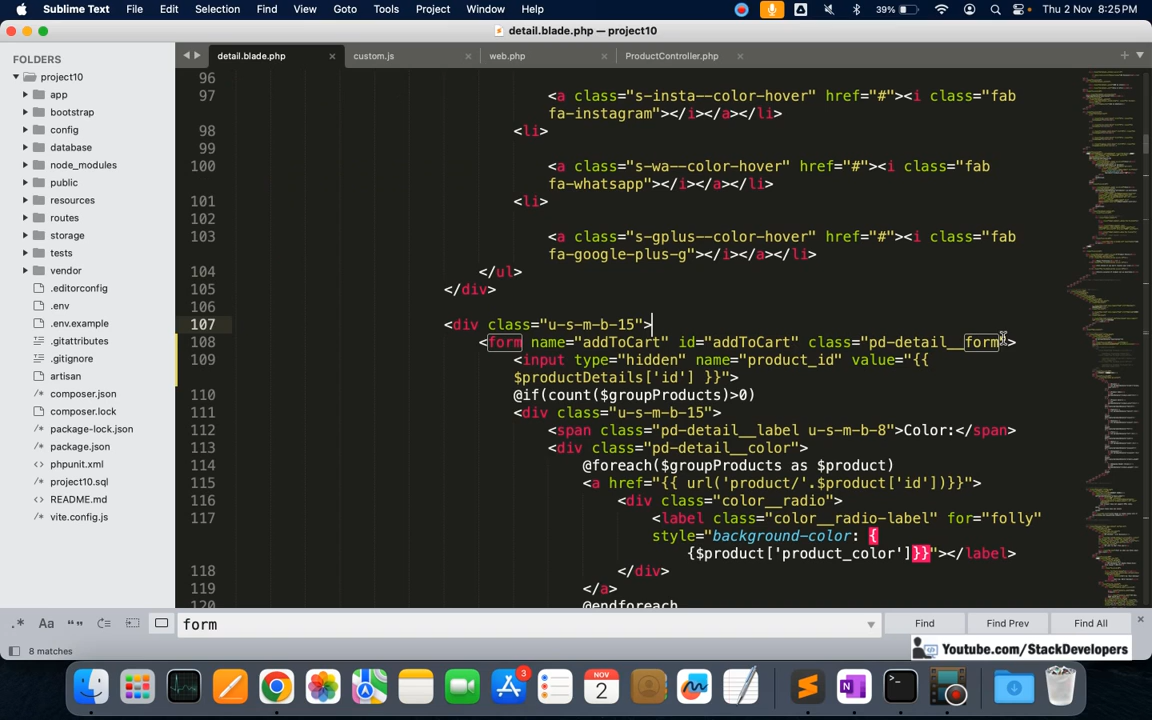 Sublime Text File Edit Selection Find View Goto Tools Project Window Help 39% Thu 2 Nov 8:25 PM
detail.blade.php — project10
FOLDERS
project10
app
bootstrap
config
database
node_modules
public
resources
routes
storage
tests
vendor
.editorconfig
.env
.env.example
.gitattributes
.gitignore
artisan
composer.json
composer.lock
package-lock.json
package.json
phpunit.xml
project10.sql
README.md
vite.config.js
detail.blade.php custom.js web.php ProductController.php
96
97 <a class="s-insta--color-hover" href="#"><i class="fab
fa-instagram"></i></a></li>
98 <li>
99
100 <a class="s-wa--color-hover" href="#"><i class="fab
fa-whatsapp"></i></a></li>
101 <li>
102
103 <a class="s-gplus--color-hover" href="#"><i class="fab
fa-google-plus-g"></i></a></li>
104 </ul>
105 </div>
106
107 <div class="u-s-m-b-15">
108 <form name="addToCart" id="addToCart" class="pd-detail__form">
109 <input type="hidden" name="product_id" value="{{
$productDetails['id'] }}">
110 @if(count($groupProducts)>0)
111 <div class="u-s-m-b-15">
112 <span class="pd-detail__label u-s-m-b-8">Color:</span>
113 <div class="pd-detail__color">
114 @foreach($groupProducts as $product)
115 <a href="{{ url('product/'.$product['id'])}}">
116 <div class="color__radio">
117 <label class="color__radio-label" for="folly"
style="background-color: {
{$product['product_color']}}"></label>
118 </div>
119 </a>
120 @endforeach
form
Find Find Prev Find All
8 matches
Youtube.com/StackDevelopers
NOV
2
3